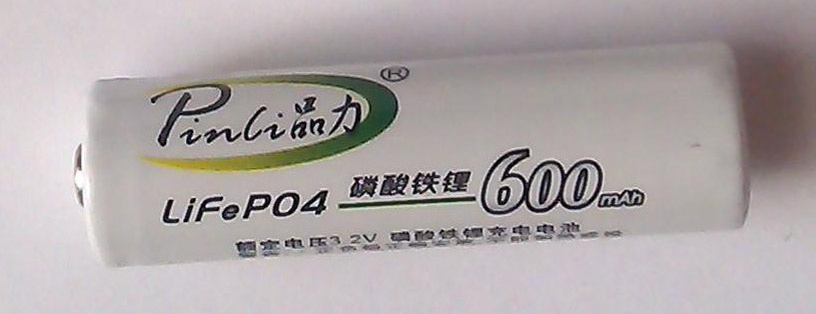 PinLi品力®
LiFePO4 磷酸铁锂 600mAh
额定电压3.2V 磷酸铁锂充电电池